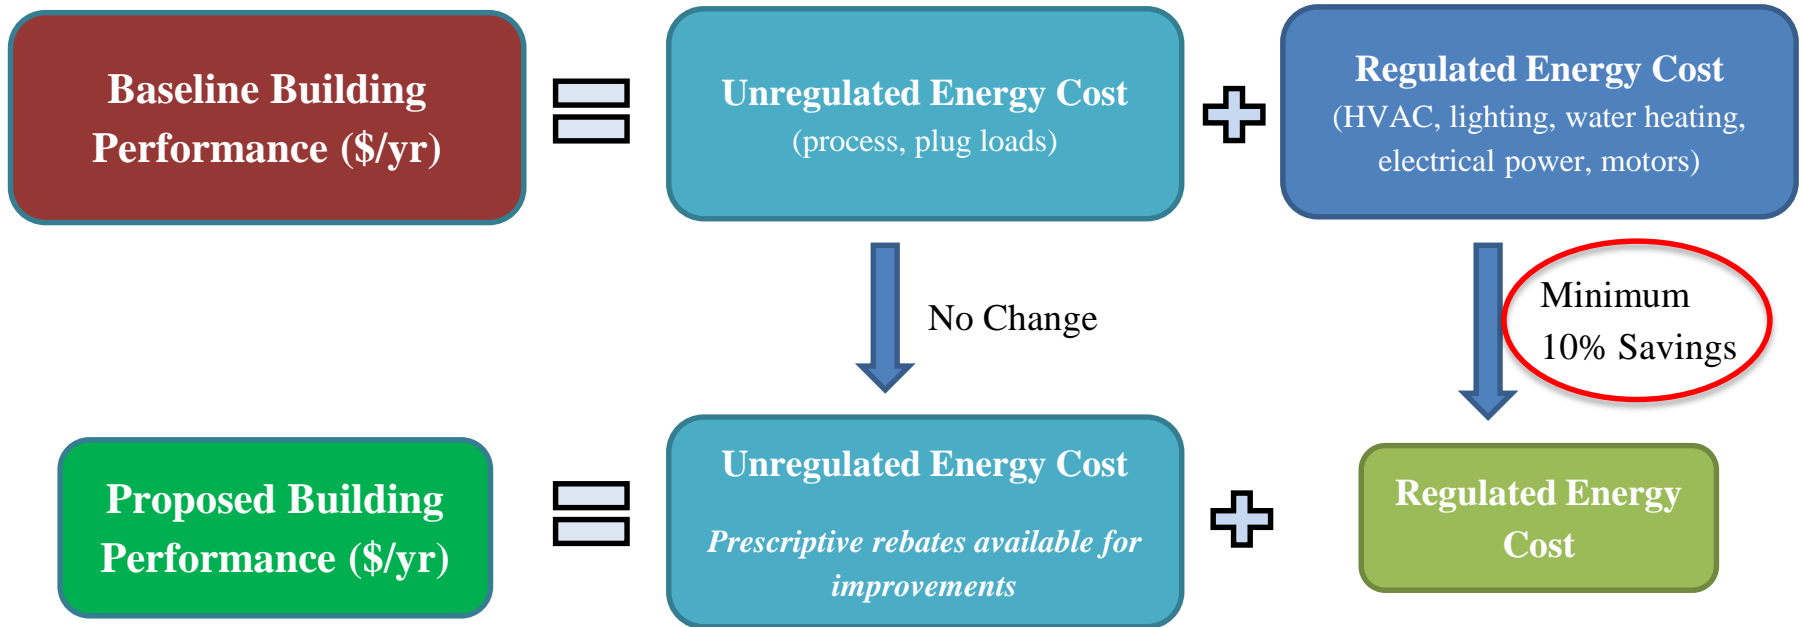 Baseline Building
Performance ($/yr)
Unregulated Energy Cost
(process, plug loads)
Regulated Energy Cost
(HVAC, lighting, water heating,
electrical power, motors)
No Change
Minimum
10% Savings
Proposed Building
Performance ($/yr)
Unregulated Energy Cost
Prescriptive rebates available for
improvements
Regulated Energy
Cost